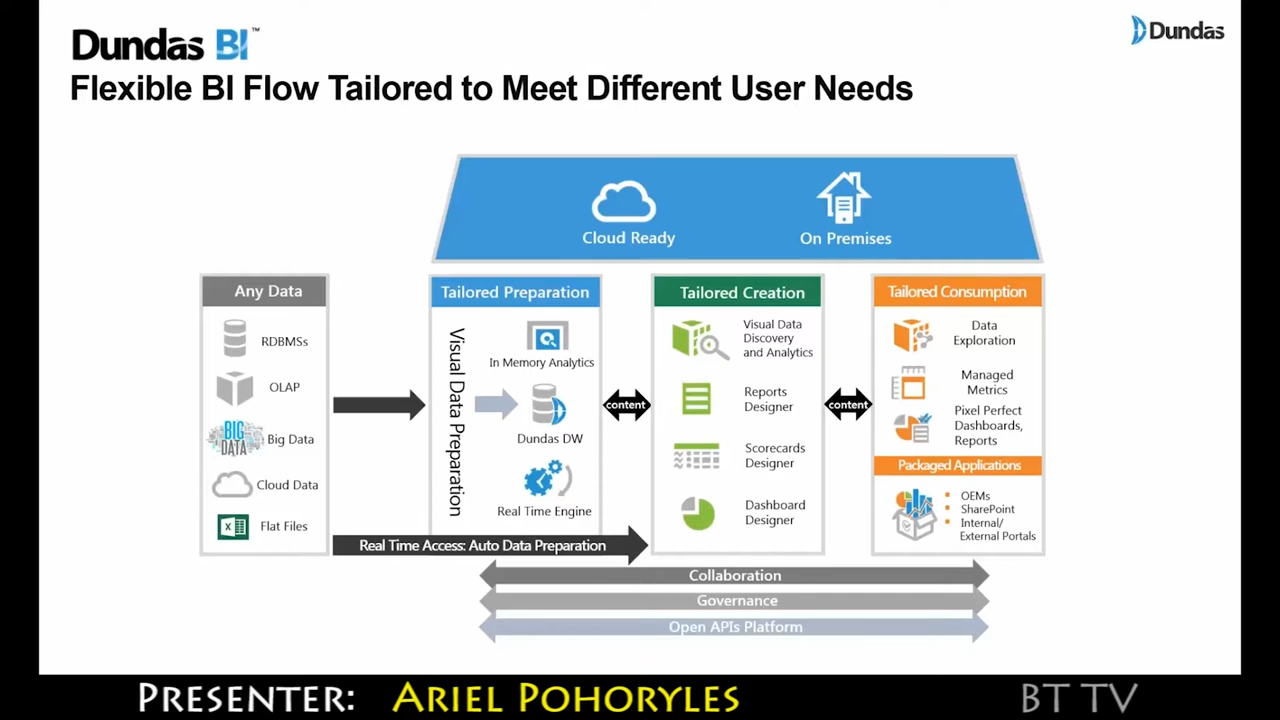 Dundas BI™
Dundas
Flexible BI Flow Tailored to Meet Different User Needs
Cloud Ready
On Premises
Any Data
RDBMSs
OLAP
BIG
DATA
Big Data
Cloud Data
Flat Files
Tailored Preparation
Visual Data Preparation
In Memory Analytics
Dundas DW
Real Time Engine
content
Tailored Creation
Visual Data
Discovery
and Analytics
Reports
Designer
Scorecards
Designer
Dashboard
Designer
content
Tailored Consumption
Data
Exploration
Managed
Metrics
Pixel Perfect
Dashboards,
Reports
Packaged Applications
OEMs
SharePoint
Internal/
External Portals
Real Time Access: Auto Data Preparation
Collaboration
Governance
Open APIs Platform
Presenter: Ariel Pohoryles
BT TV